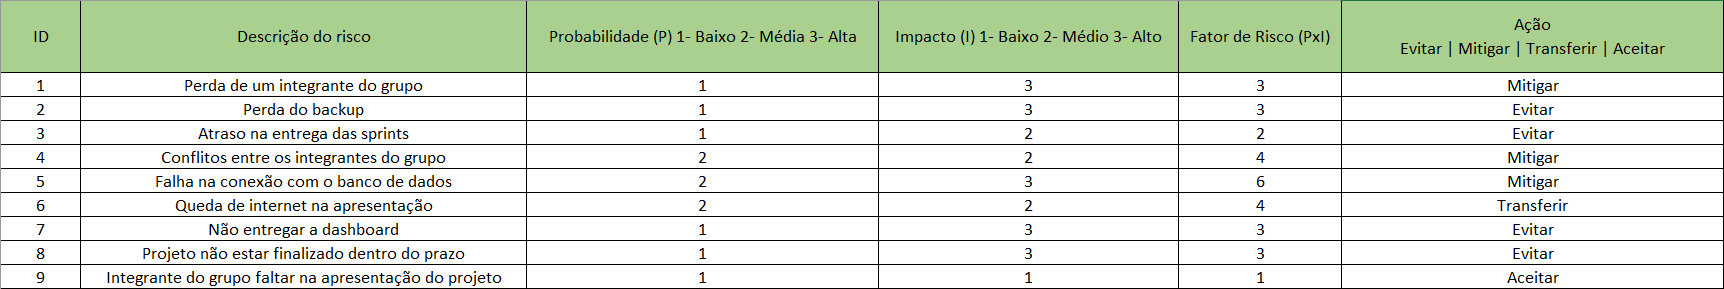 ID Descrição do risco Probabilidade (P) 1- Baixo 2- Média 3- Alta Impacto (I) 1- Baixo 2- Médio 3- Alto Fator de Risco (PxI) Ação
Evitar | Mitigar | Transferir | Aceitar
1 Perda de um integrante do grupo 1 3 3 Mitigar
2 Perda do backup 1 3 3 Evitar
3 Atraso na entrega das sprints 1 2 2 Evitar
4 Conflitos entre os integrantes do grupo 2 2 4 Mitigar
5 Falha na conexão com o banco de dados 2 3 6 Mitigar
6 Queda de internet na apresentação 2 2 4 Transferir
7 Não entregar a dashboard 1 3 3 Evitar
8 Projeto não estar finalizado dentro do prazo 1 3 3 Evitar
9 Integrante do grupo faltar na apresentação do projeto 1 1 1 Aceitar